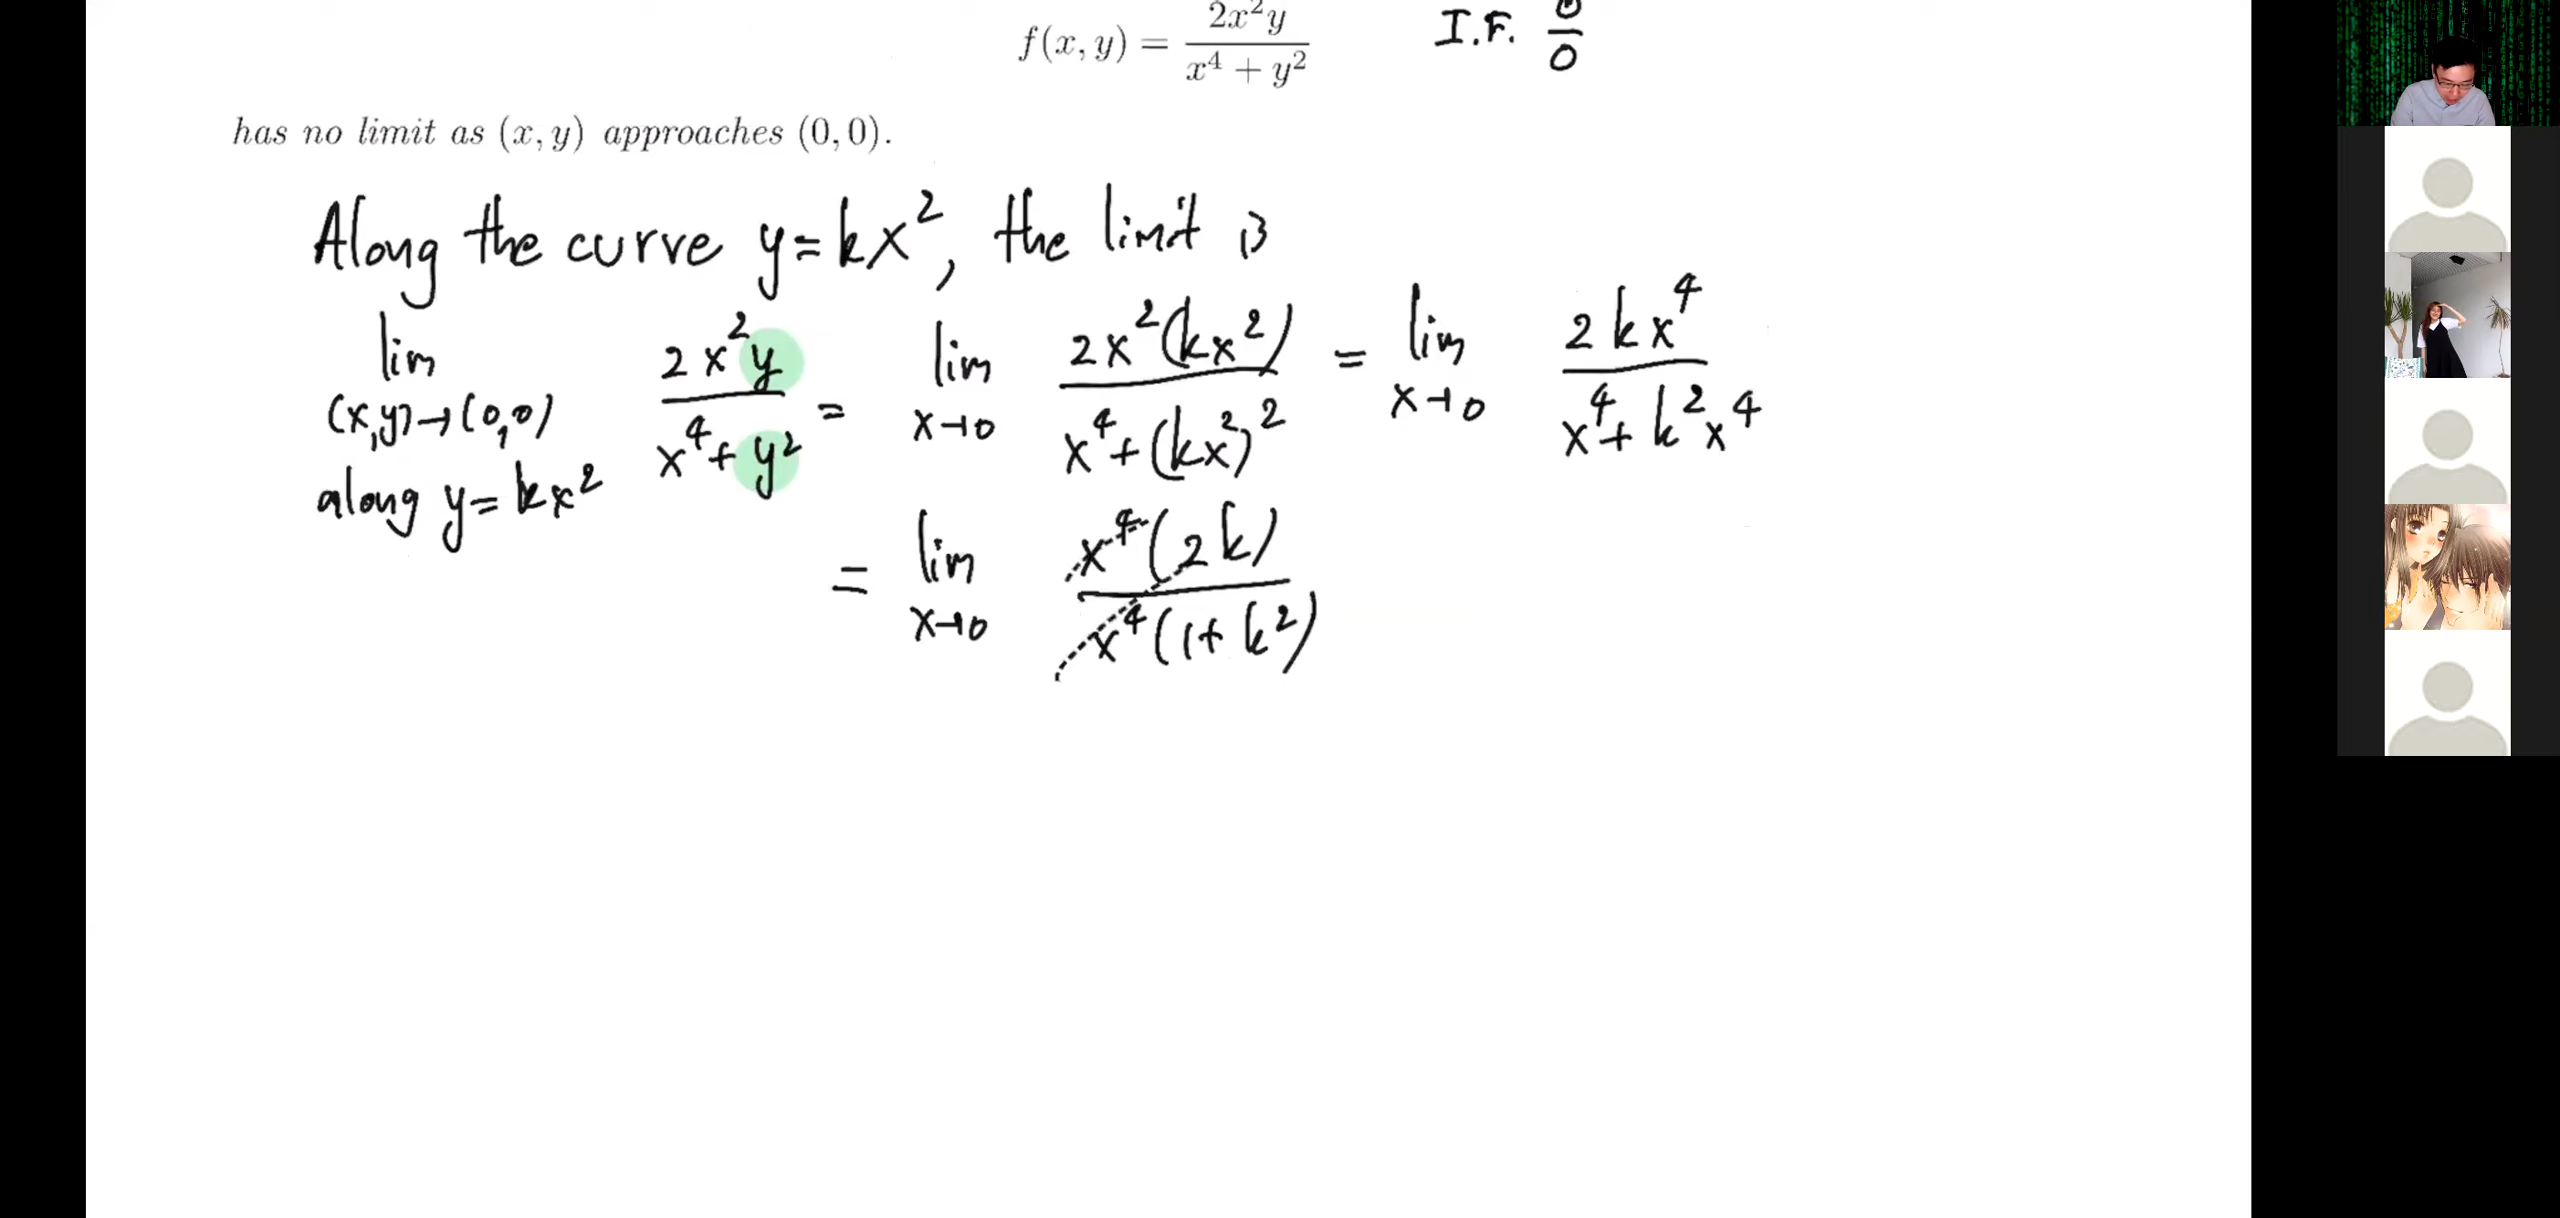 f(x, y) = 2x²y / (x⁴ + y²)    I.F. 0/0
has no limit as (x, y) approaches (0, 0).
Along the curve y = kx², the limit is
lim (x,y)→(0,0) along y = kx² 2x²y / (x⁴ + y²) = lim x→0 2x²(kx²) / (x⁴ + (kx²)²) = lim x→0 2kx⁴ / (x⁴ + k²x⁴)
= lim x→0 x⁴(2k) / x⁴(1 + k²)